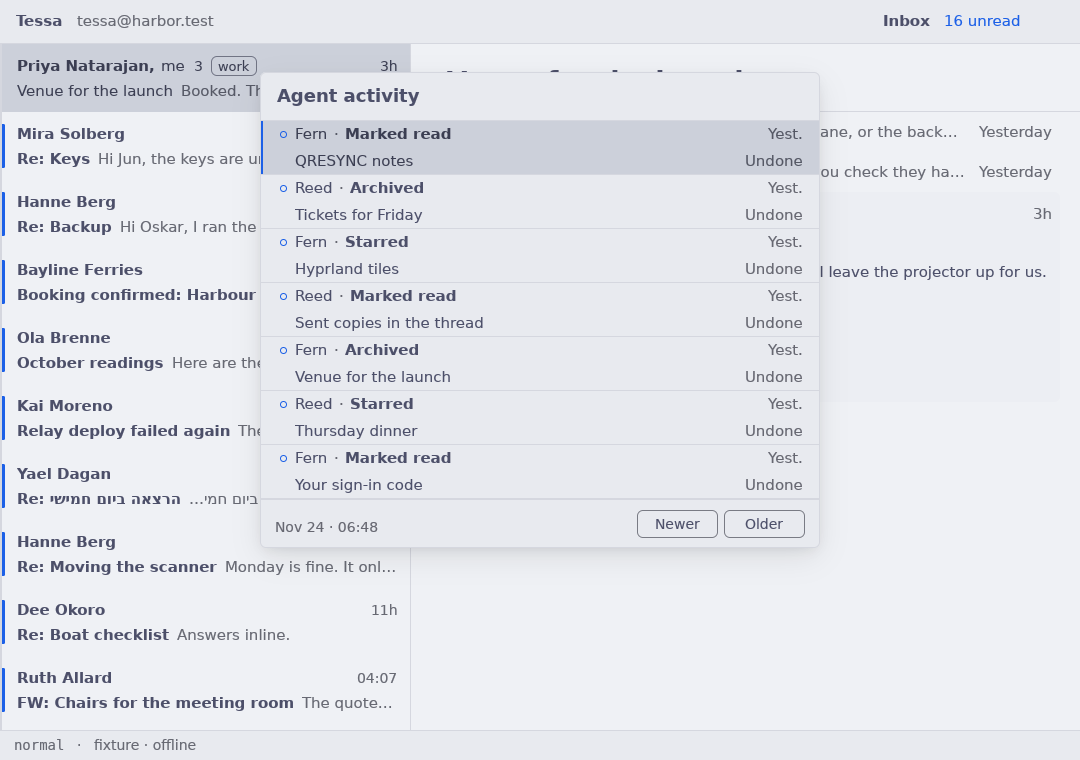 Tessa tessa@harbor.test Inbox 16 unread
Priya Natarajan, me 3 work 3h
Venue for the launch Booked.
Mira Solberg
Re: Keys Hi Jun, the keys are
Hanne Berg
Re: Backup Hi Oskar, I ran the
Bayline Ferries
Booking confirmed: Harbour
Ola Brenne
October readings Here are the
Kai Moreno
Relay deploy failed again The
Yael Dagan
Re: הרצאה ביום חמישי ביום חמי…
Hanne Berg
Re: Moving the scanner Monday is fine. It onl…
Dee Okoro 11h
Re: Boat checklist Answers inline.
Ruth Allard 04:07
FW: Chairs for the meeting room The quote…
Agent activity
Fern · Marked read Yest.
QRESYNC notes Undone
Reed · Archived Yest.
Tickets for Friday Undone
Fern · Starred Yest.
Hyprland tiles Undone
Reed · Marked read Yest.
Sent copies in the thread Undone
Fern · Archived Yest.
Venue for the launch Undone
Reed · Starred Yest.
Thursday dinner Undone
Fern · Marked read Yest.
Your sign-in code Undone
Nov 24 · 06:48 Newer Older
or the back… Yesterday
you check they ha… Yesterday
3h
leave the projector up for us.
normal · fixture · offline